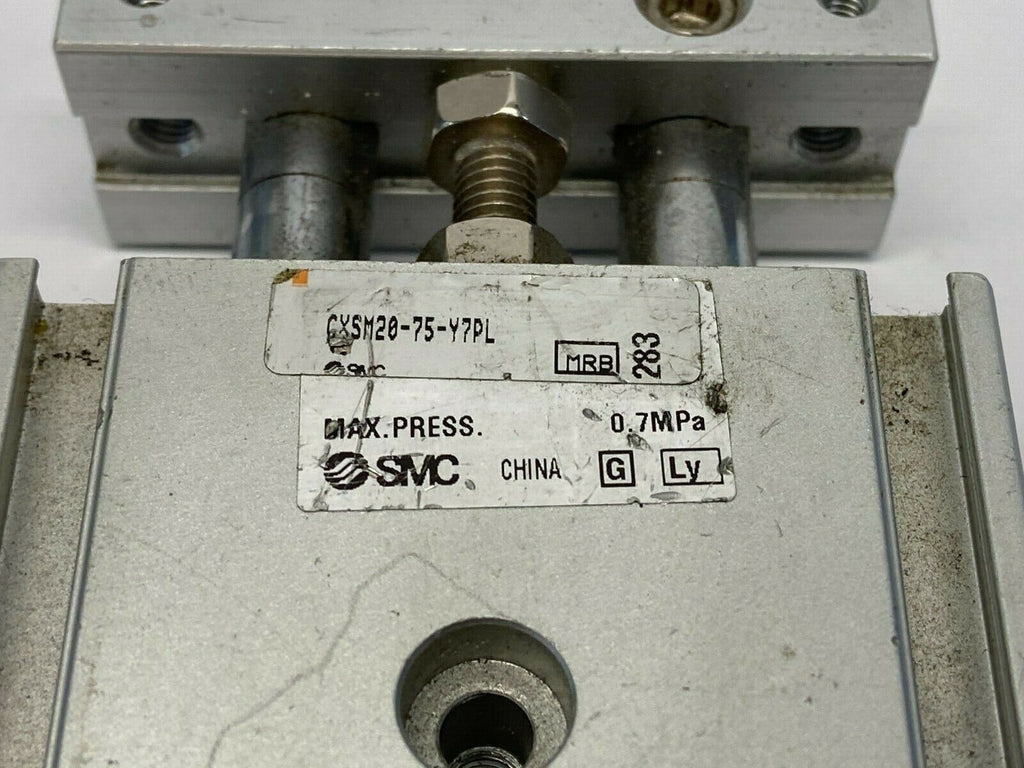 CXSM20-75-Y7PL
SMC MRB 283
MAX.PRESS. 0.7MPa
SMC CHINA G Ly